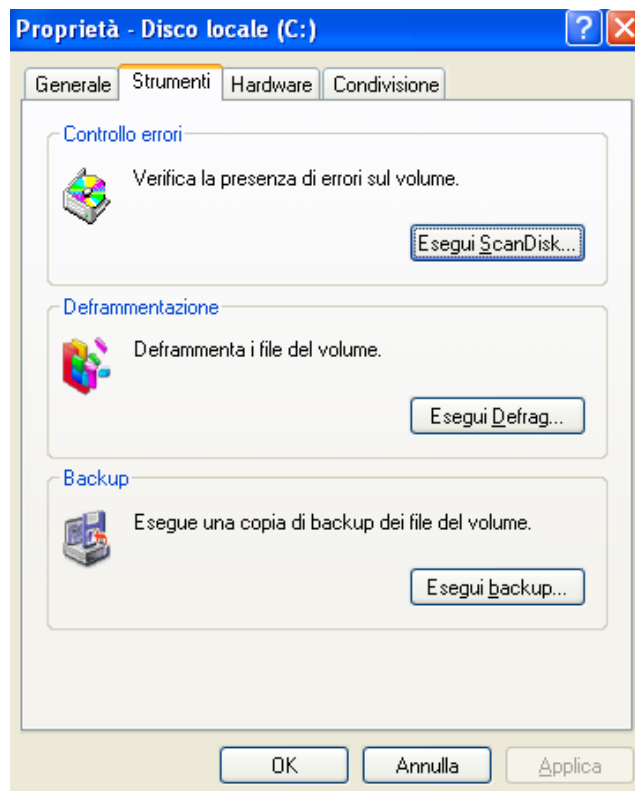 Proprietà - Disco locale (C:)
Generale Strumenti Hardware Condivisione
Controllo errori
Verifica la presenza di errori sul volume.
Esegui ScanDisk...
Deframmentazione
Deframmenta i file del volume.
Esegui Defrag...
Backup
Esegue una copia di backup dei file del volume.
Esegui backup...
OK Annulla Applica